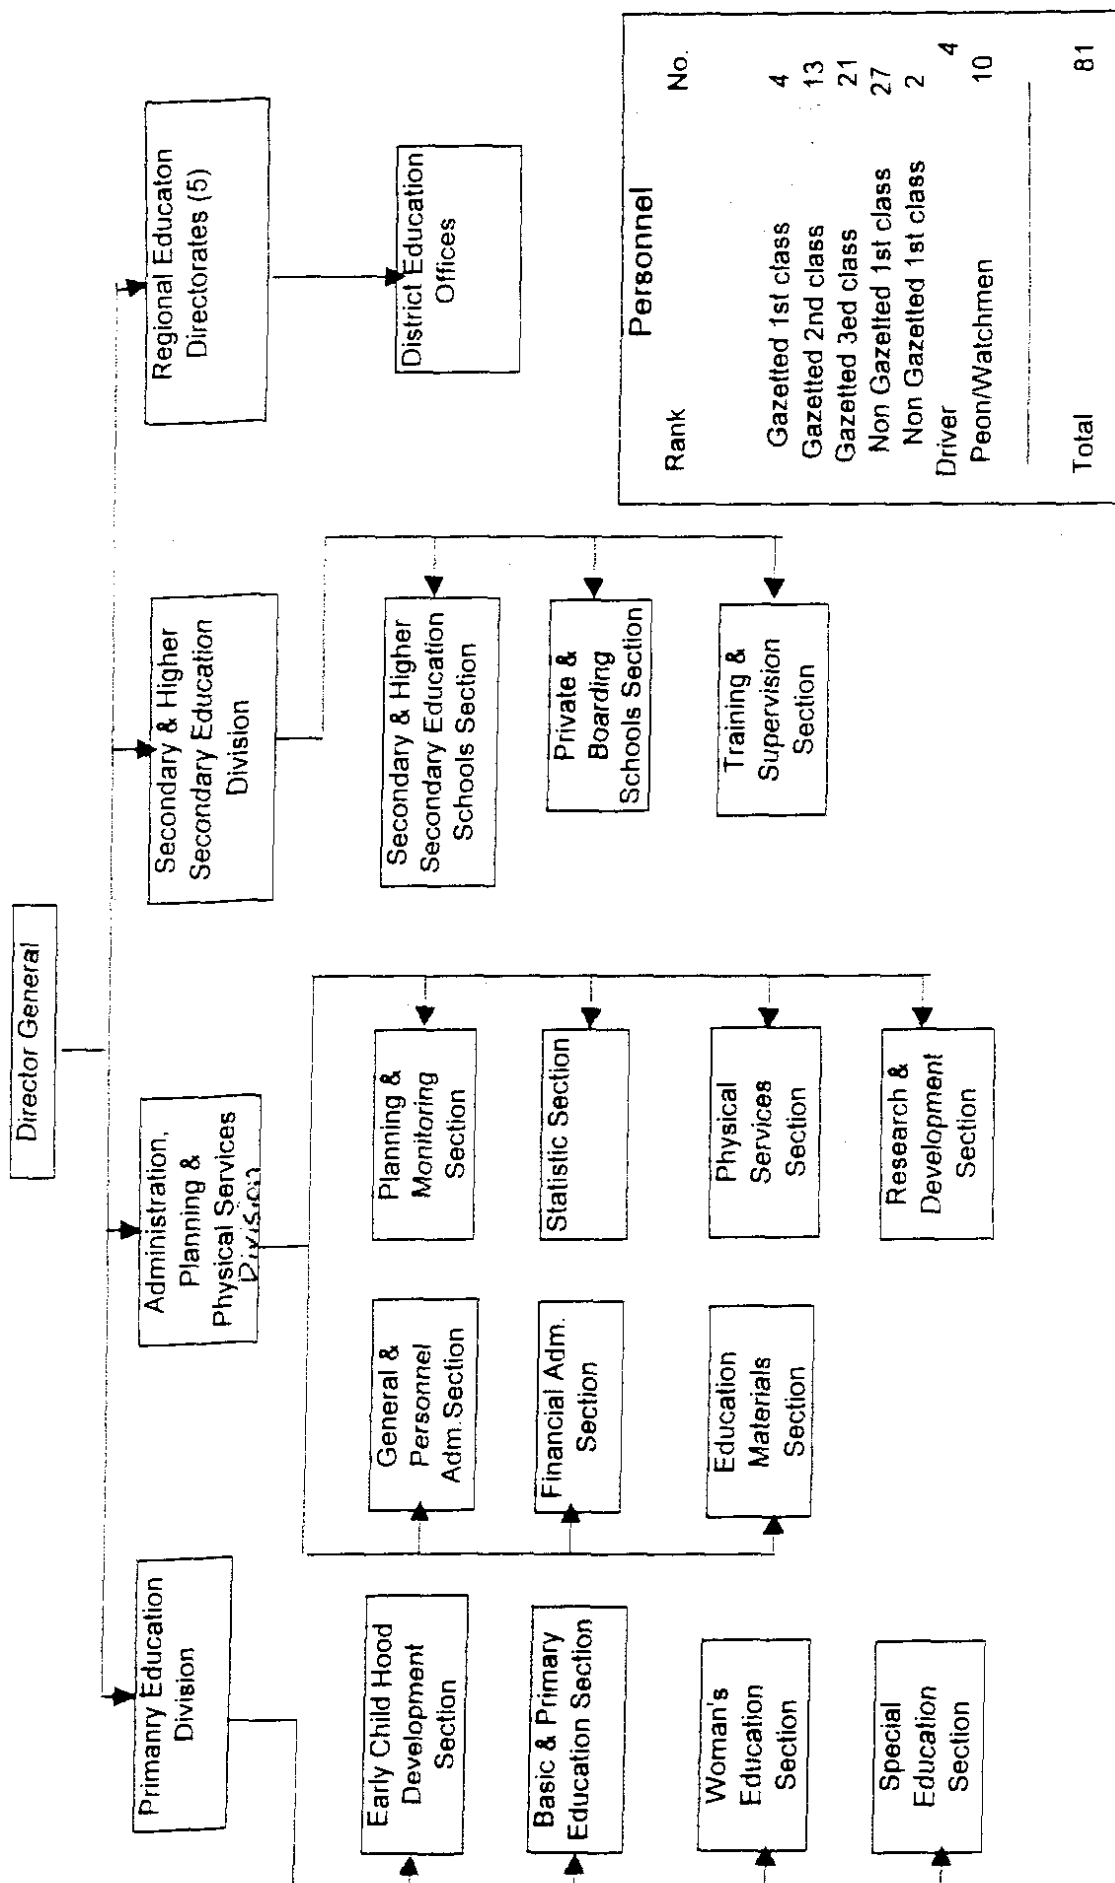 Director General
Primanry Education
Division
Administration,
Planning &
Physical Services
Division
Secondary & Higher
Secondary Education
Division
Regional Educaton
Directorates (5)
Early Child Hood
Development
Section
General &
Personnel
Adm.Section
Planning &
Monitoring
Section
Secondary & Higher
Secondary Education
Schools Section
District Education
Offices
Basic & Primary
Education Section
Financial Adm.
Section
Statistic Section
Private &
Boarding
Schools Section
Woman's
Education
Section
Education
Materials
Section
Physical
Services
Section
Training &
Supervision
Section
Special
Education
Section
Research &
Development
Section
Personnel
Rank No.
Gazetted 1st class 4
Gazetted 2nd class 13
Gazetted 3ed class 21
Non Gazetted 1st class 27
Non Gazetted 1st class 2
Driver 4
Peon/Watchmen 10
Total 81